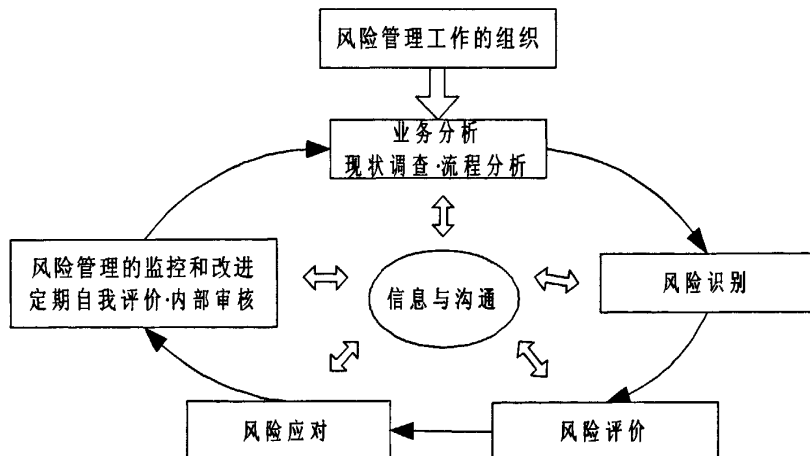 风险管理工作的组织
业务分析
现状调查·流程分析
风险管理的监控和改进
定期自我评价·内部审核
信息与沟通
风险识别
风险应对
风险评价